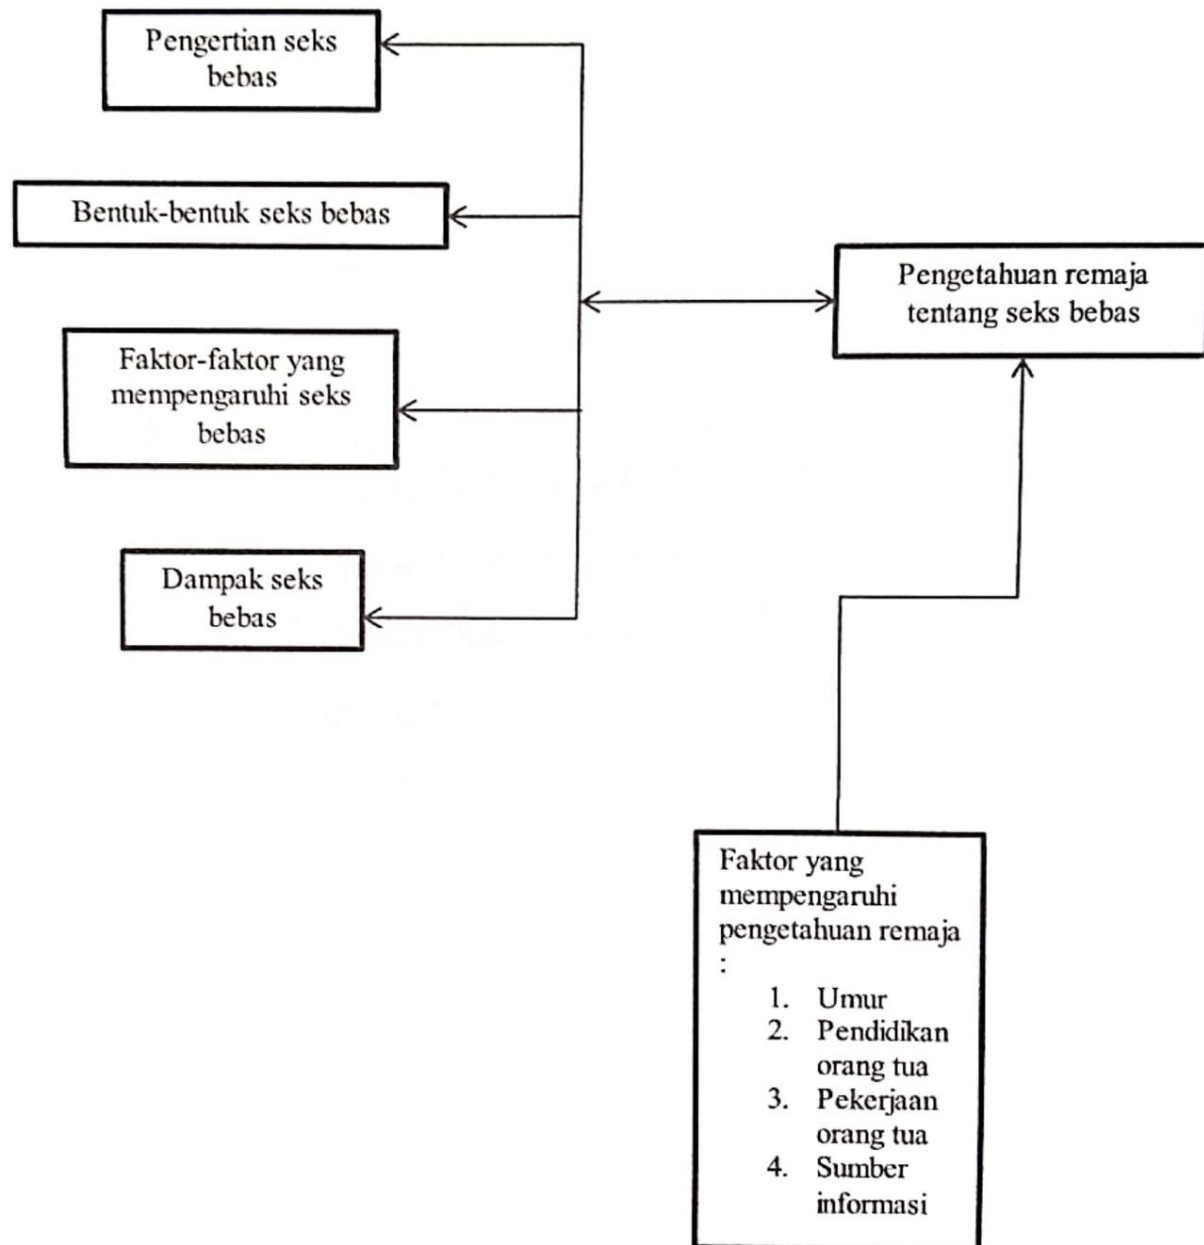 Pengertian seks
bebas
Bentuk-bentuk seks bebas
Faktor-faktor yang
mempengaruhi seks
bebas
Dampak seks
bebas
Pengetahuan remaja
tentang seks bebas
Faktor yang
mempengaruhi
pengetahuan remaja
:
1. Umur
2. Pendidikan
orang tua
3. Pekerjaan
orang tua
4. Sumber
informasi